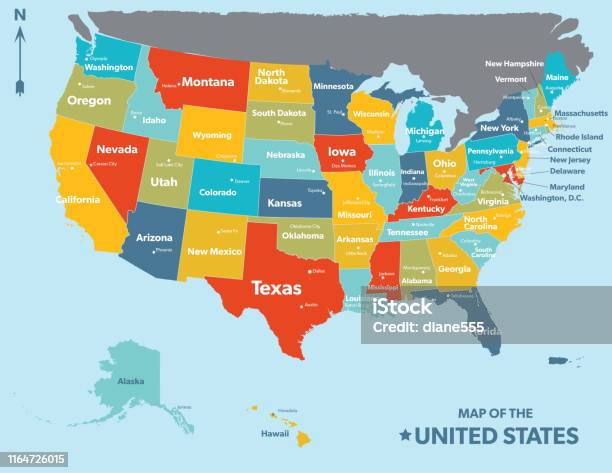 N
Olympia
Washington
Salem
Oregon
Helena
Montana
Boise
Idaho
North
Dakota
Bismarck
South Dakota
Pierre
Minnesota
St. Paul
Wisconsin
Madison
Michigan
Lansing
New Hampshire
Vermont
Maine
Augusta
Montpelier
Massachusetts
Boston
Albany
New York
Rhode Island
Connecticut
Hartford
New Jersey
Delaware
Maryland
Washington, D.C.
Pennsylvania
Harrisburg
Wyoming
Cheyenne
Nevada
Carson City
Sacramento
California
Salt Lake City
Utah
Denver
Colorado
Nebraska
Lincoln
Iowa
Des Moines
Illinois
Springfield
Indiana
Indianapolis
Ohio
Columbus
West
Virginia
Charleston
Richmond
Virginia
Topeka
Kansas
Jefferson City
Missouri
Frankfort
Kentucky
Nashville
Tennessee
Raleigh
North
Carolina
Columbia
South
Carolina
Arizona
Phoenix
Santa Fe
New Mexico
Oklahoma City
Oklahoma
Arkansas
Little Rock
Dallas
Texas
Austin
Jackson
Mississippi
Montgomery
Alabama
Atlanta
Georgia
Tallahassee
Florida
Baton Rouge
iStock
Credit: diane555
Alaska
Juneau
Honolulu
Hawaii
MAP OF THE
UNITED STATES
1164726015